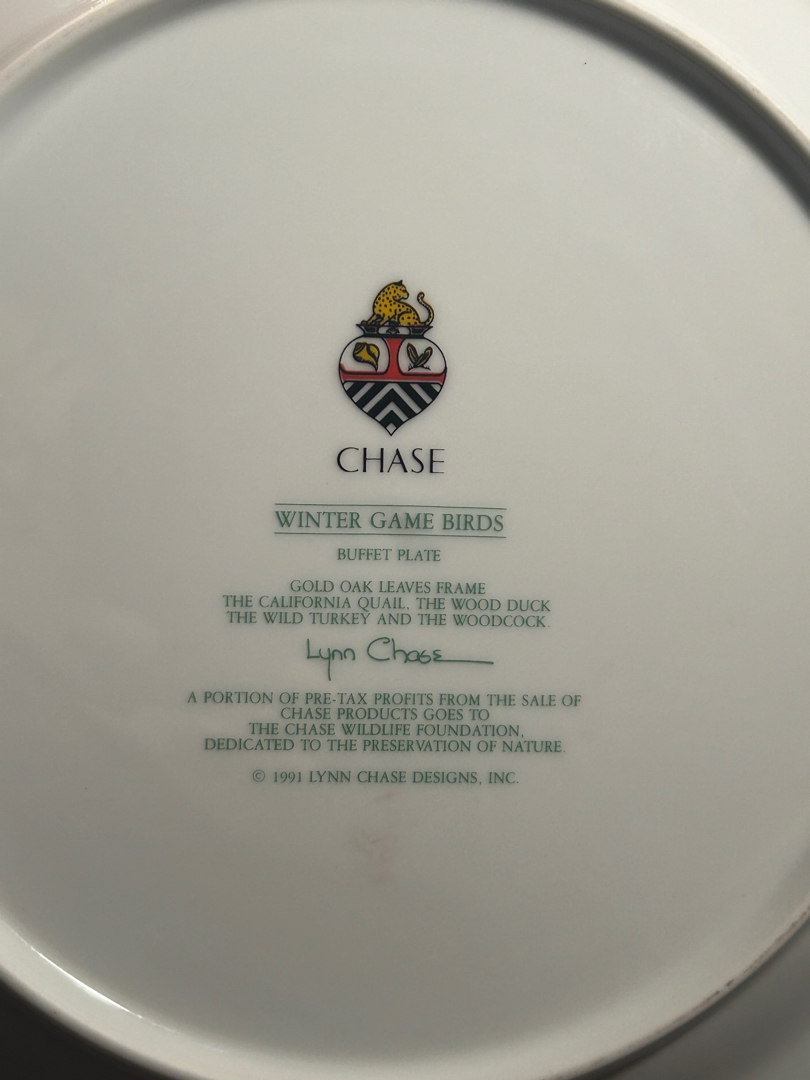 CHASE
WINTER GAME BIRDS
BUFFET PLATE
GOLD OAK LEAVES FRAME
THE CALIFORNIA QUAIL, THE WOOD DUCK
THE WILD TURKEY AND THE WOODCOCK.
Lynn Chase
A PORTION OF PRE-TAX PROFITS FROM THE SALE OF
CHASE PRODUCTS GOES TO
THE CHASE WILDLIFE FOUNDATION,
DEDICATED TO THE PRESERVATION OF NATURE.
© 1991 LYNN CHASE DESIGNS, INC.